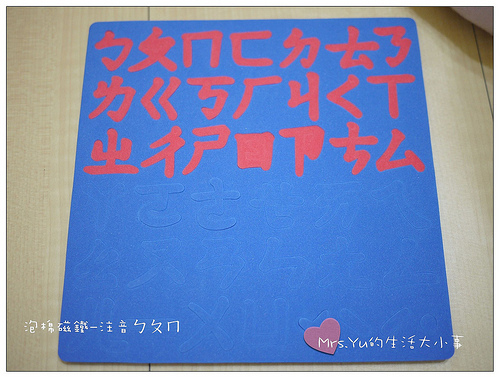 ㄅㄆㄇㄈㄉㄊㄋ
ㄌㄍㄎㄏㄐㄑㄒ
ㄓㄔㄕㄖㄗㄘㄙ
泡棉磁鐵-注音ㄅㄆㄇ
Mrs.Yu的生活大小事